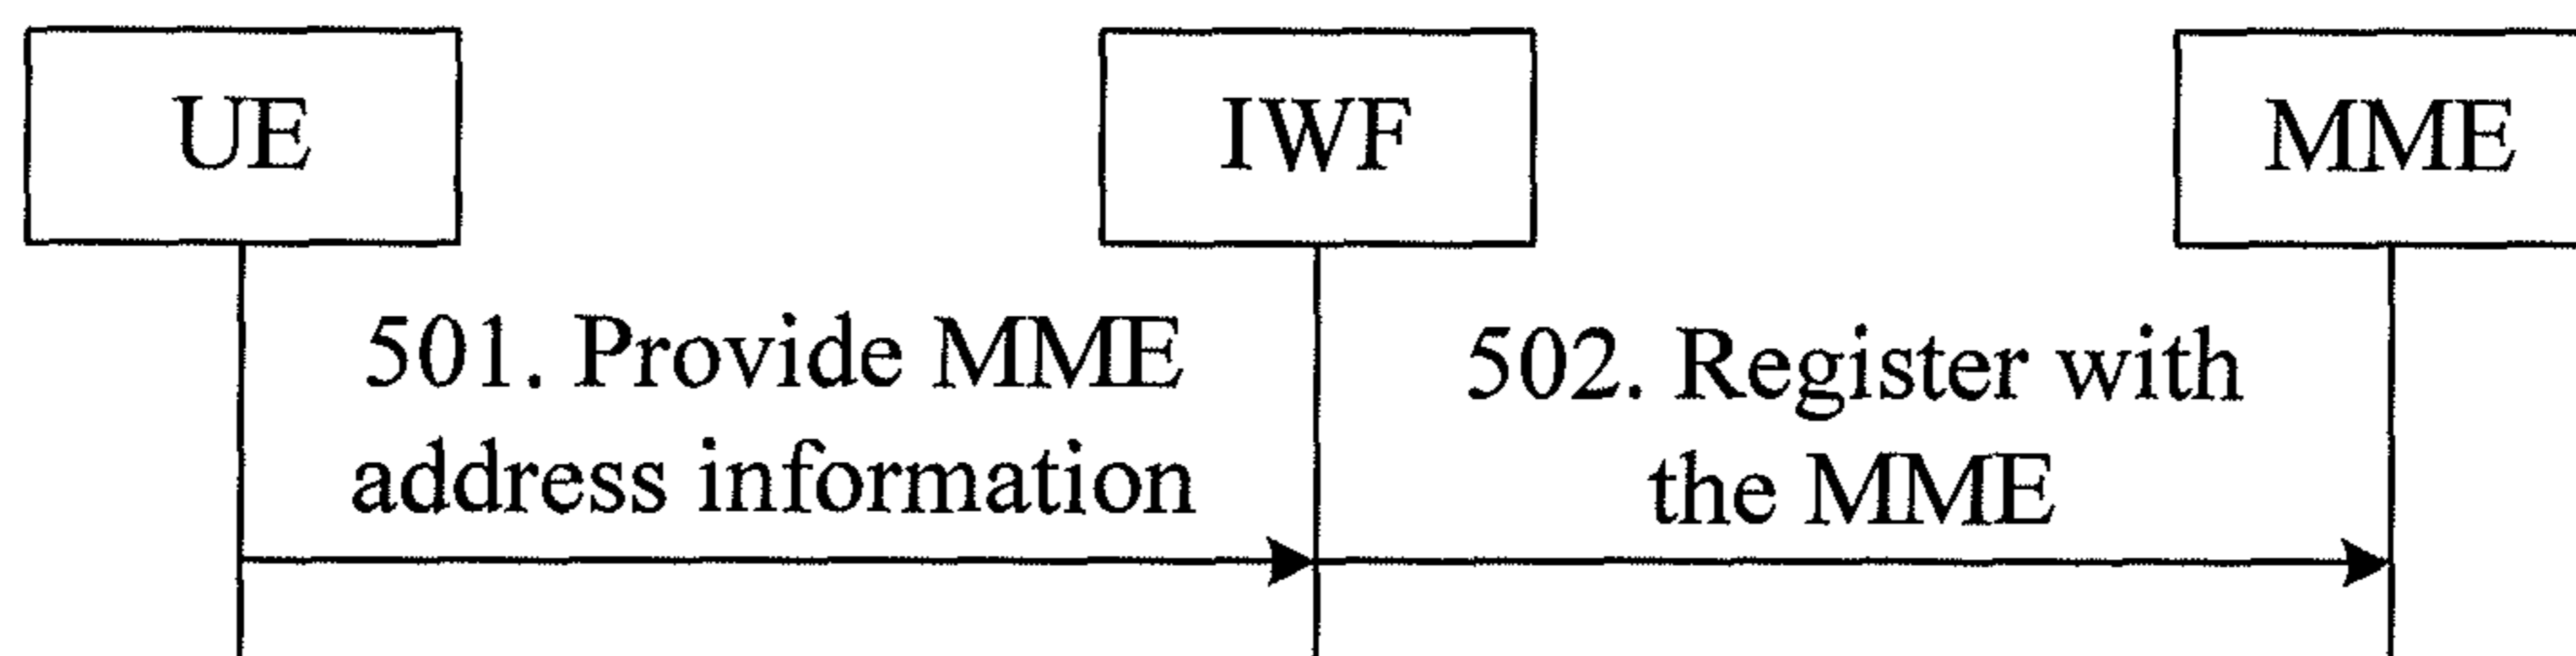 UE
IWF
MME
501. Provide MME
address information
502. Register with
the MME